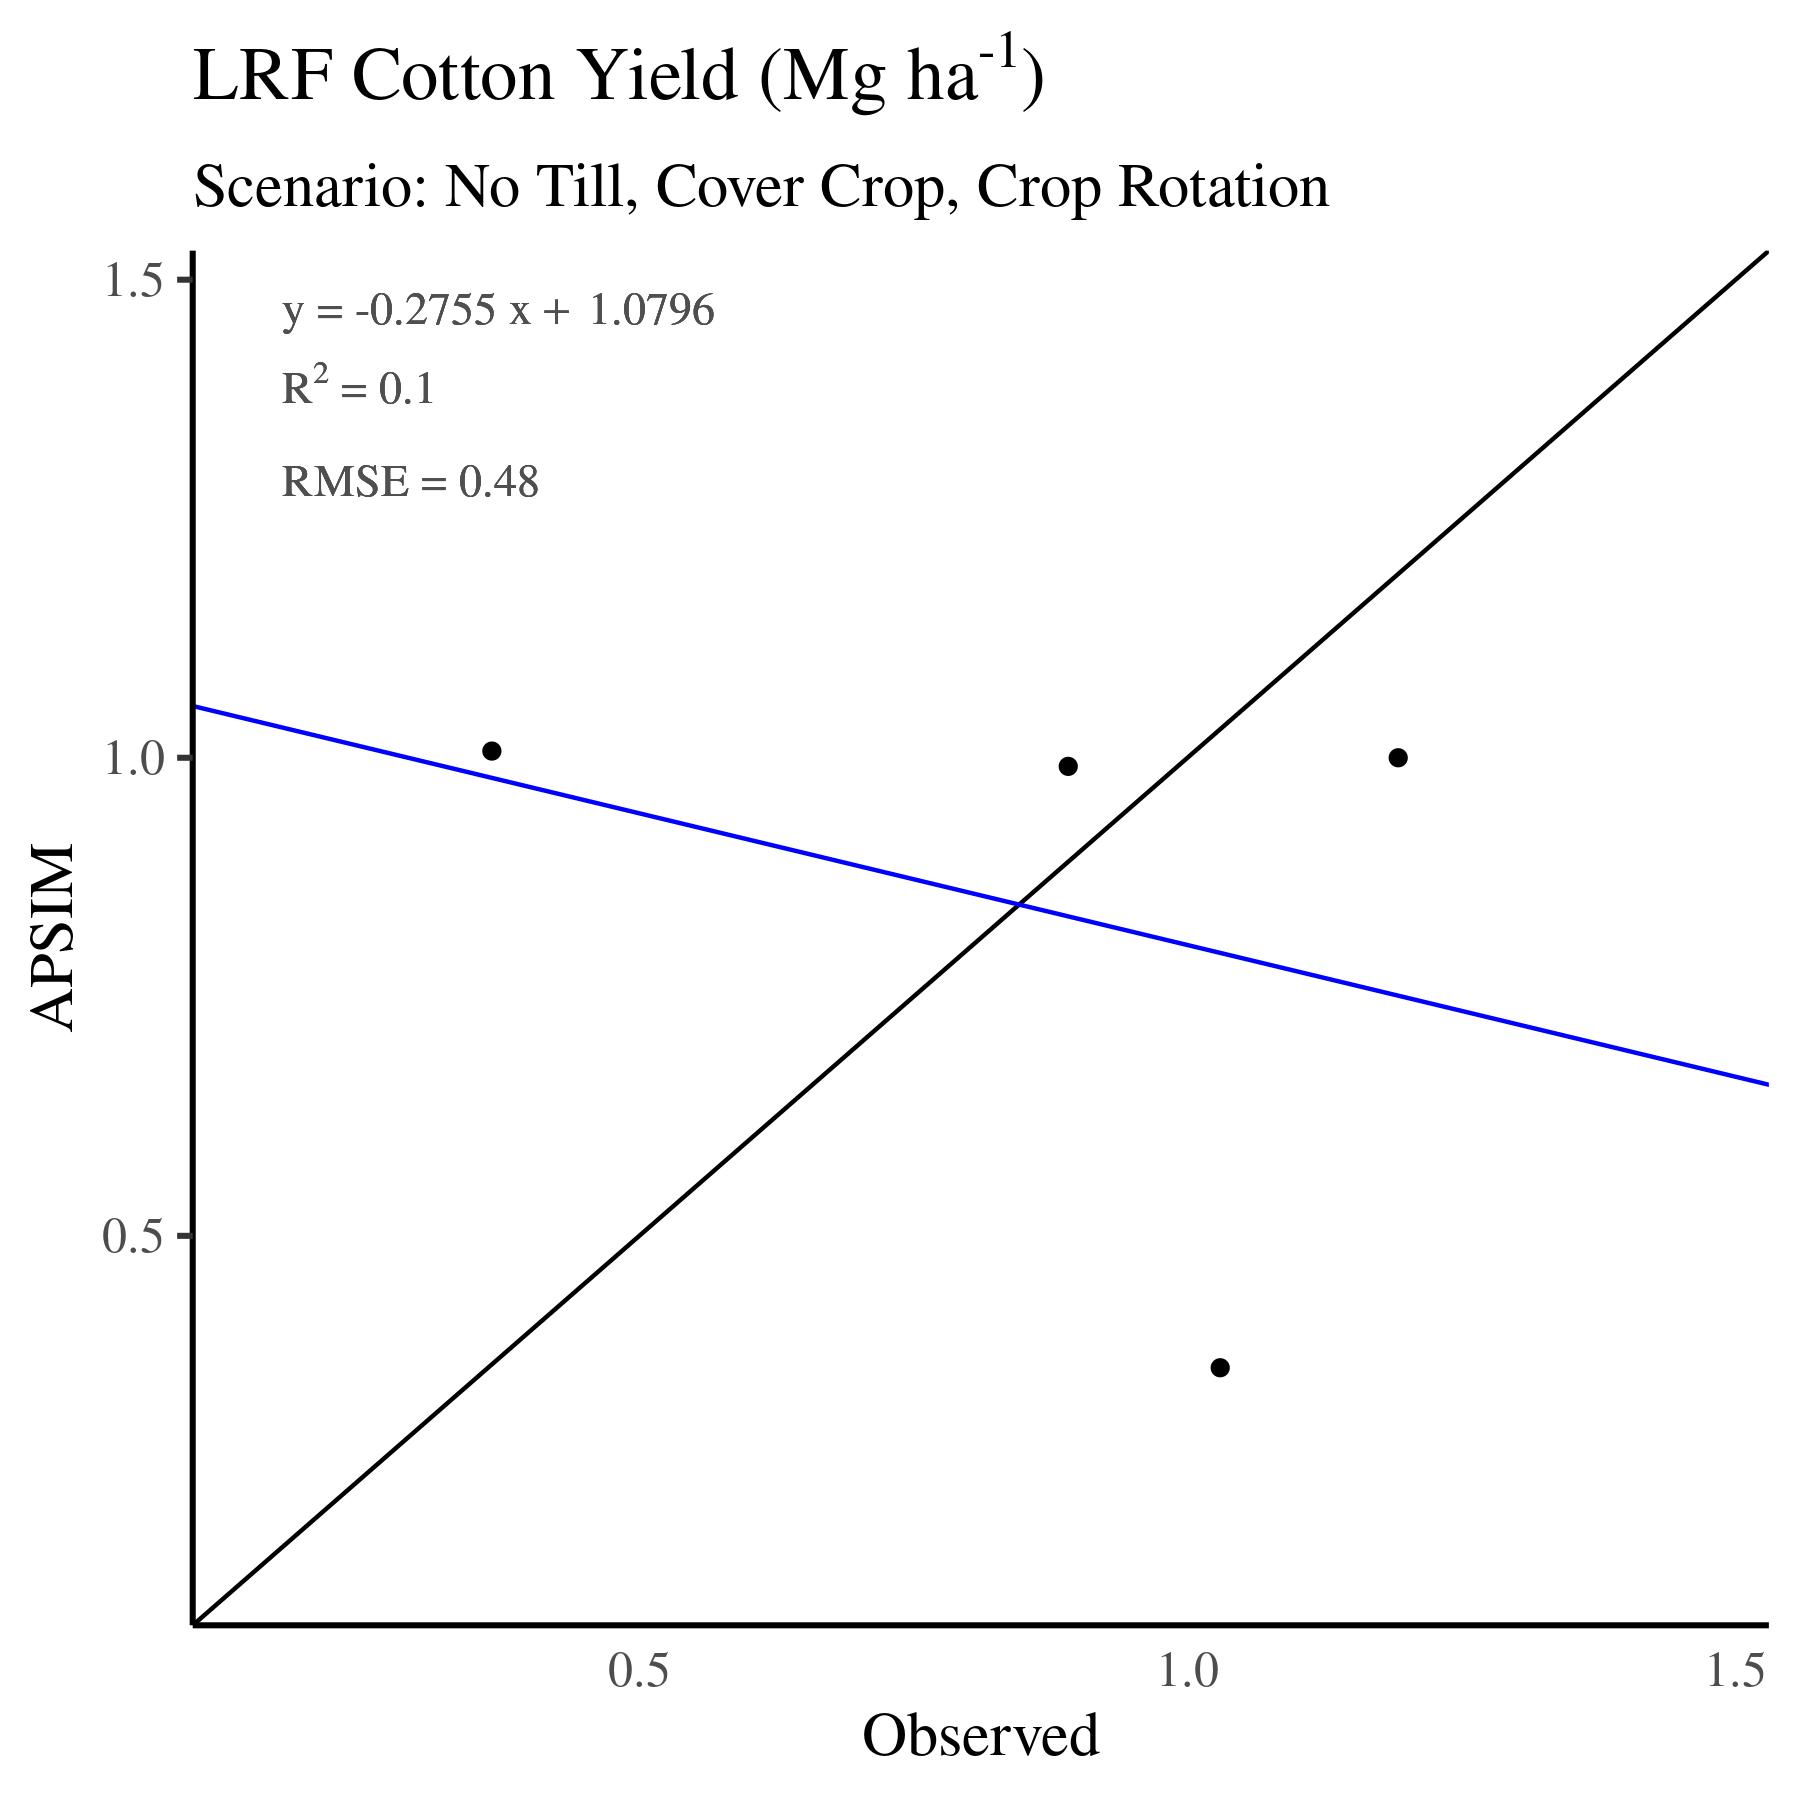 LRF Cotton Yield (Mg ha⁻¹)
Scenario: No Till, Cover Crop, Crop Rotation
1.5
y = -0.2755 x + 1.0796
R² = 0.1
RMSE = 0.48
1.0
APSIM
0.5
0.5 1.0 1.5
Observed